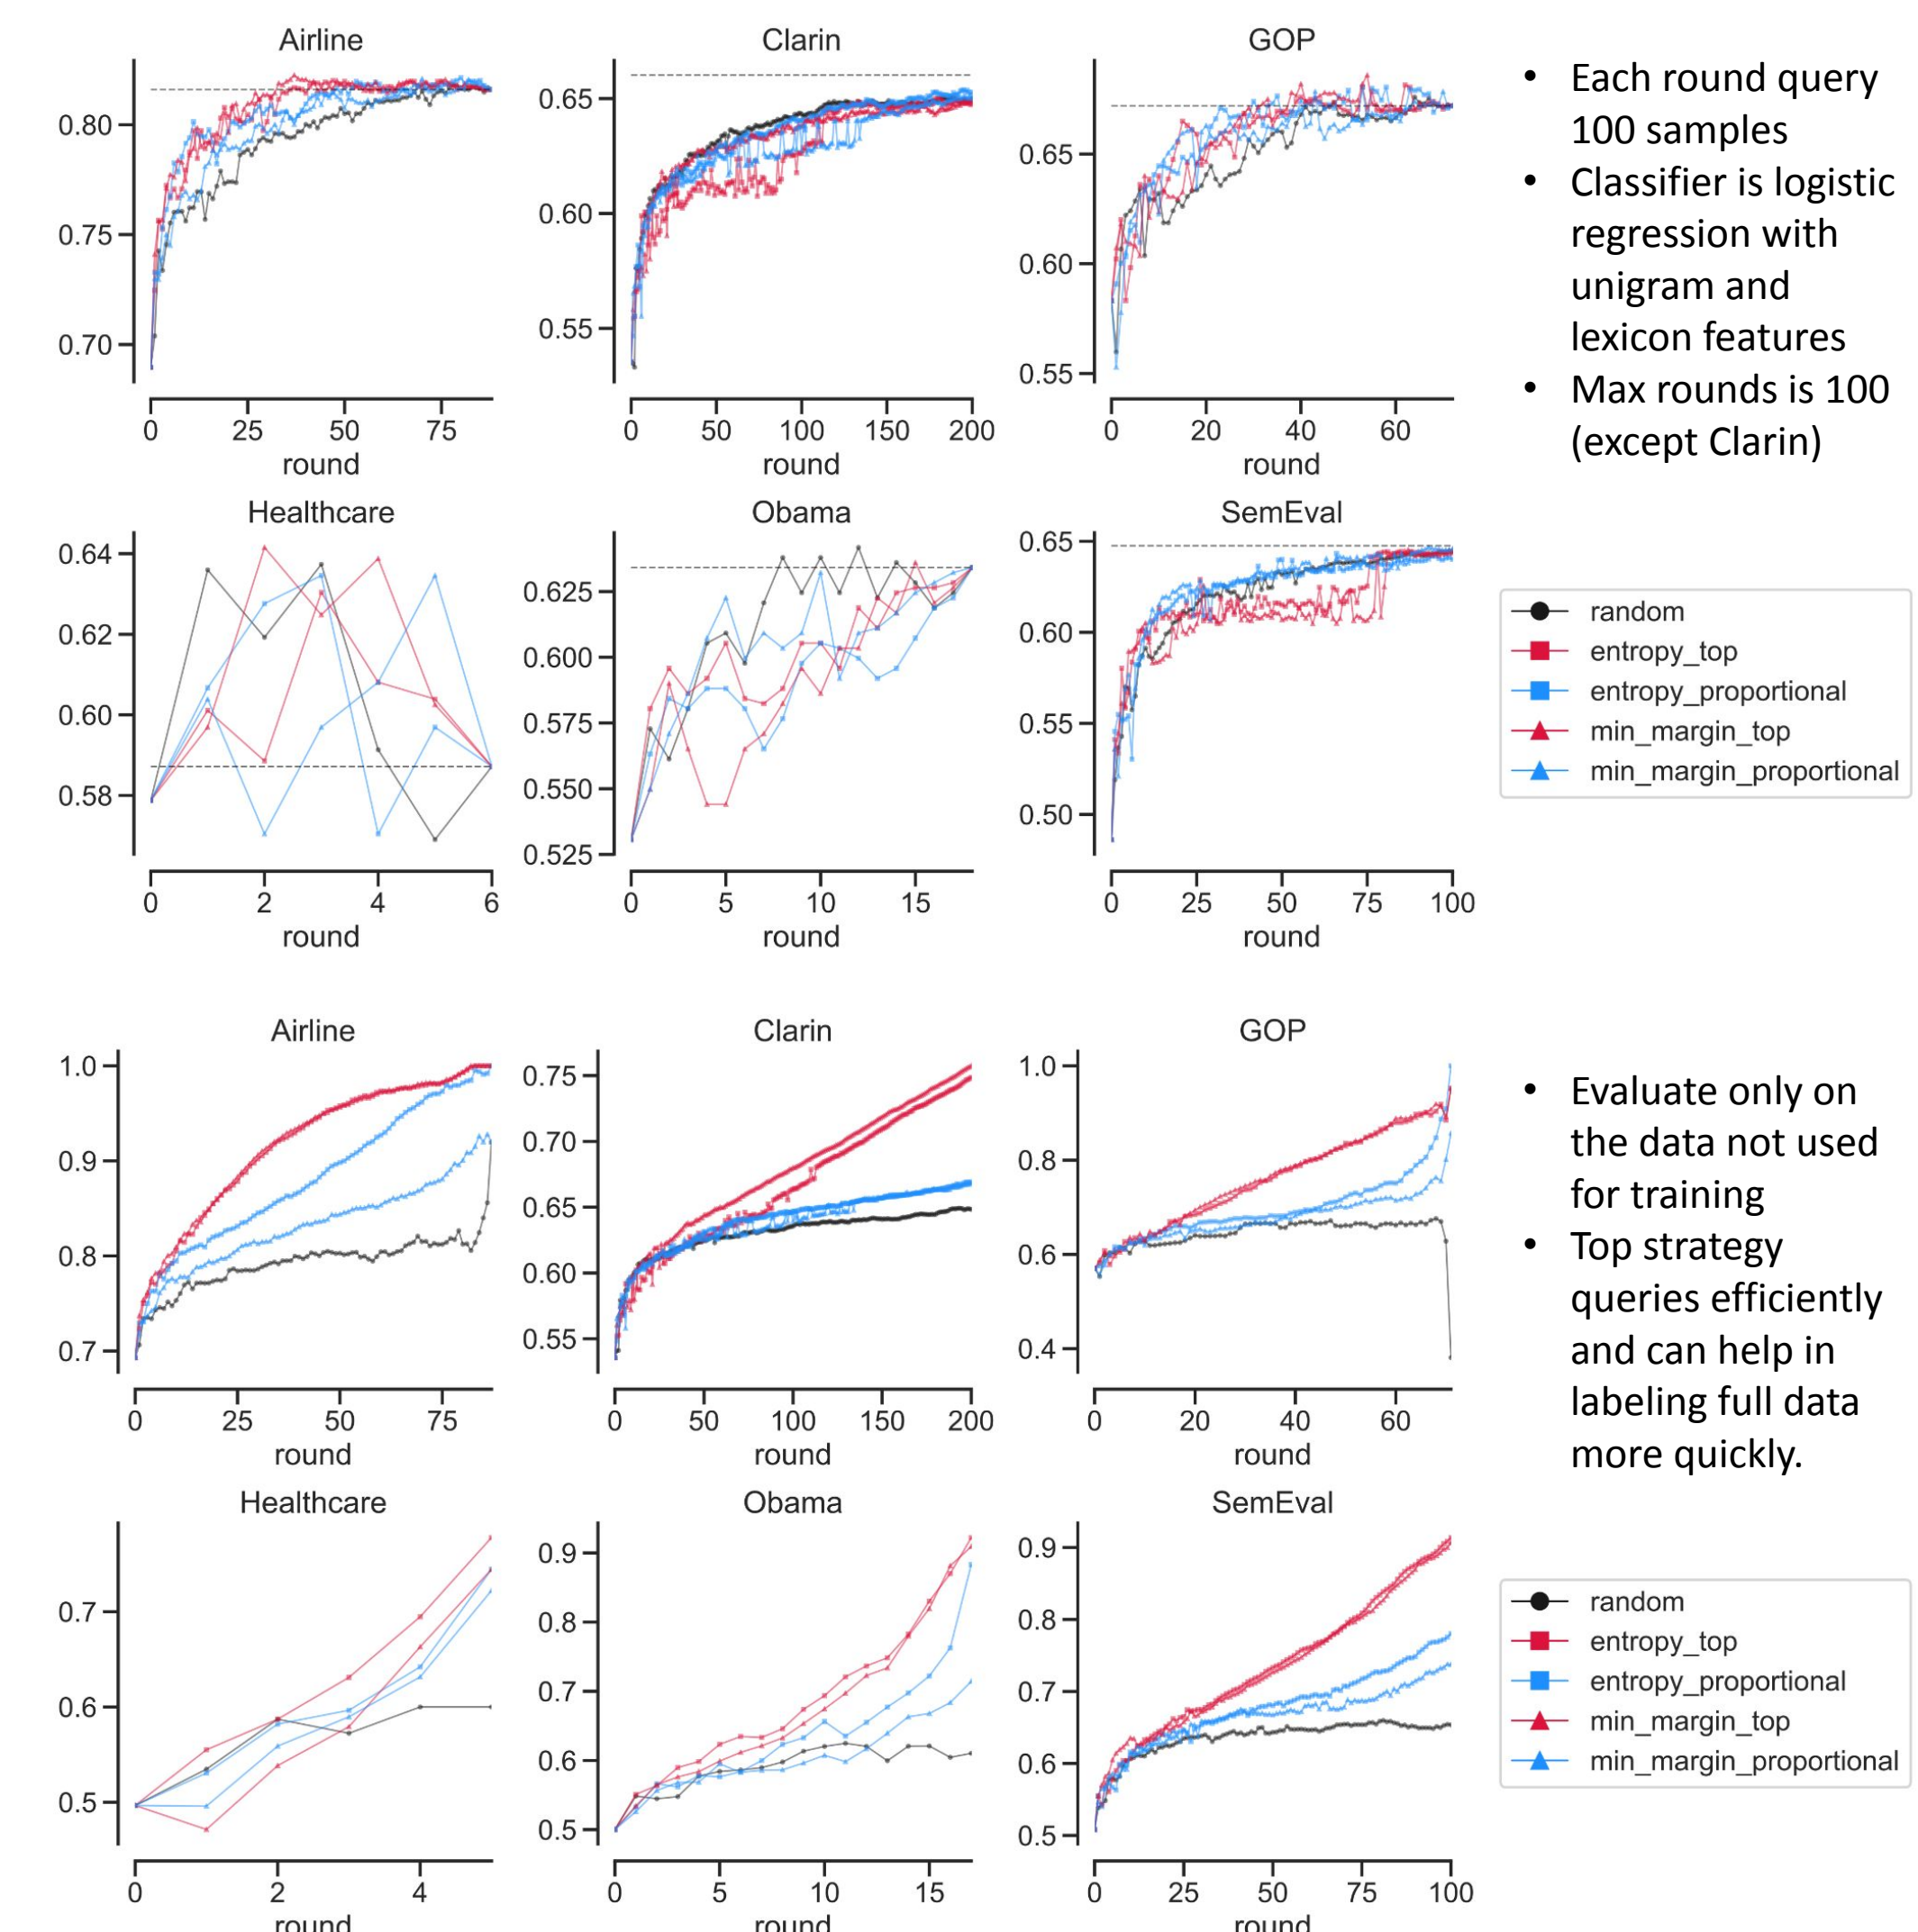 Airline
Clarin
GOP
0.80
0.75
0.70
0.65
0.60
0.55
0.65
0.60
0.55
0 25 50 75
0 50 100 150 200
0 20 40 60
round
round
round
• Each round query
100 samples
• Classifier is logistic
regression with
unigram and
lexicon features
• Max rounds is 100
(except Clarin)
Healthcare
Obama
SemEval
0.64
0.62
0.60
0.58
0.625
0.600
0.575
0.550
0.525
0.65
0.60
0.55
0.50
0 2 4 6
0 5 10 15
0 25 50 75 100
round
round
round
random
entropy_top
entropy_proportional
min_margin_top
min_margin_proportional
Airline
Clarin
GOP
1.0
0.9
0.8
0.7
0.75
0.70
0.65
0.60
0.55
1.0
0.8
0.6
0.4
0 25 50 75
0 50 100 150 200
0 20 40 60
round
round
round
• Evaluate only on
the data not used
for training
• Top strategy
queries efficiently
and can help in
labeling full data
more quickly.
Healthcare
Obama
SemEval
0.7
0.6
0.5
0.9
0.8
0.7
0.6
0.5
0.9
0.8
0.7
0.6
0.5
0 2 4
0 5 10 15
0 25 50 75 100
round
round
round
random
entropy_top
entropy_proportional
min_margin_top
min_margin_proportional